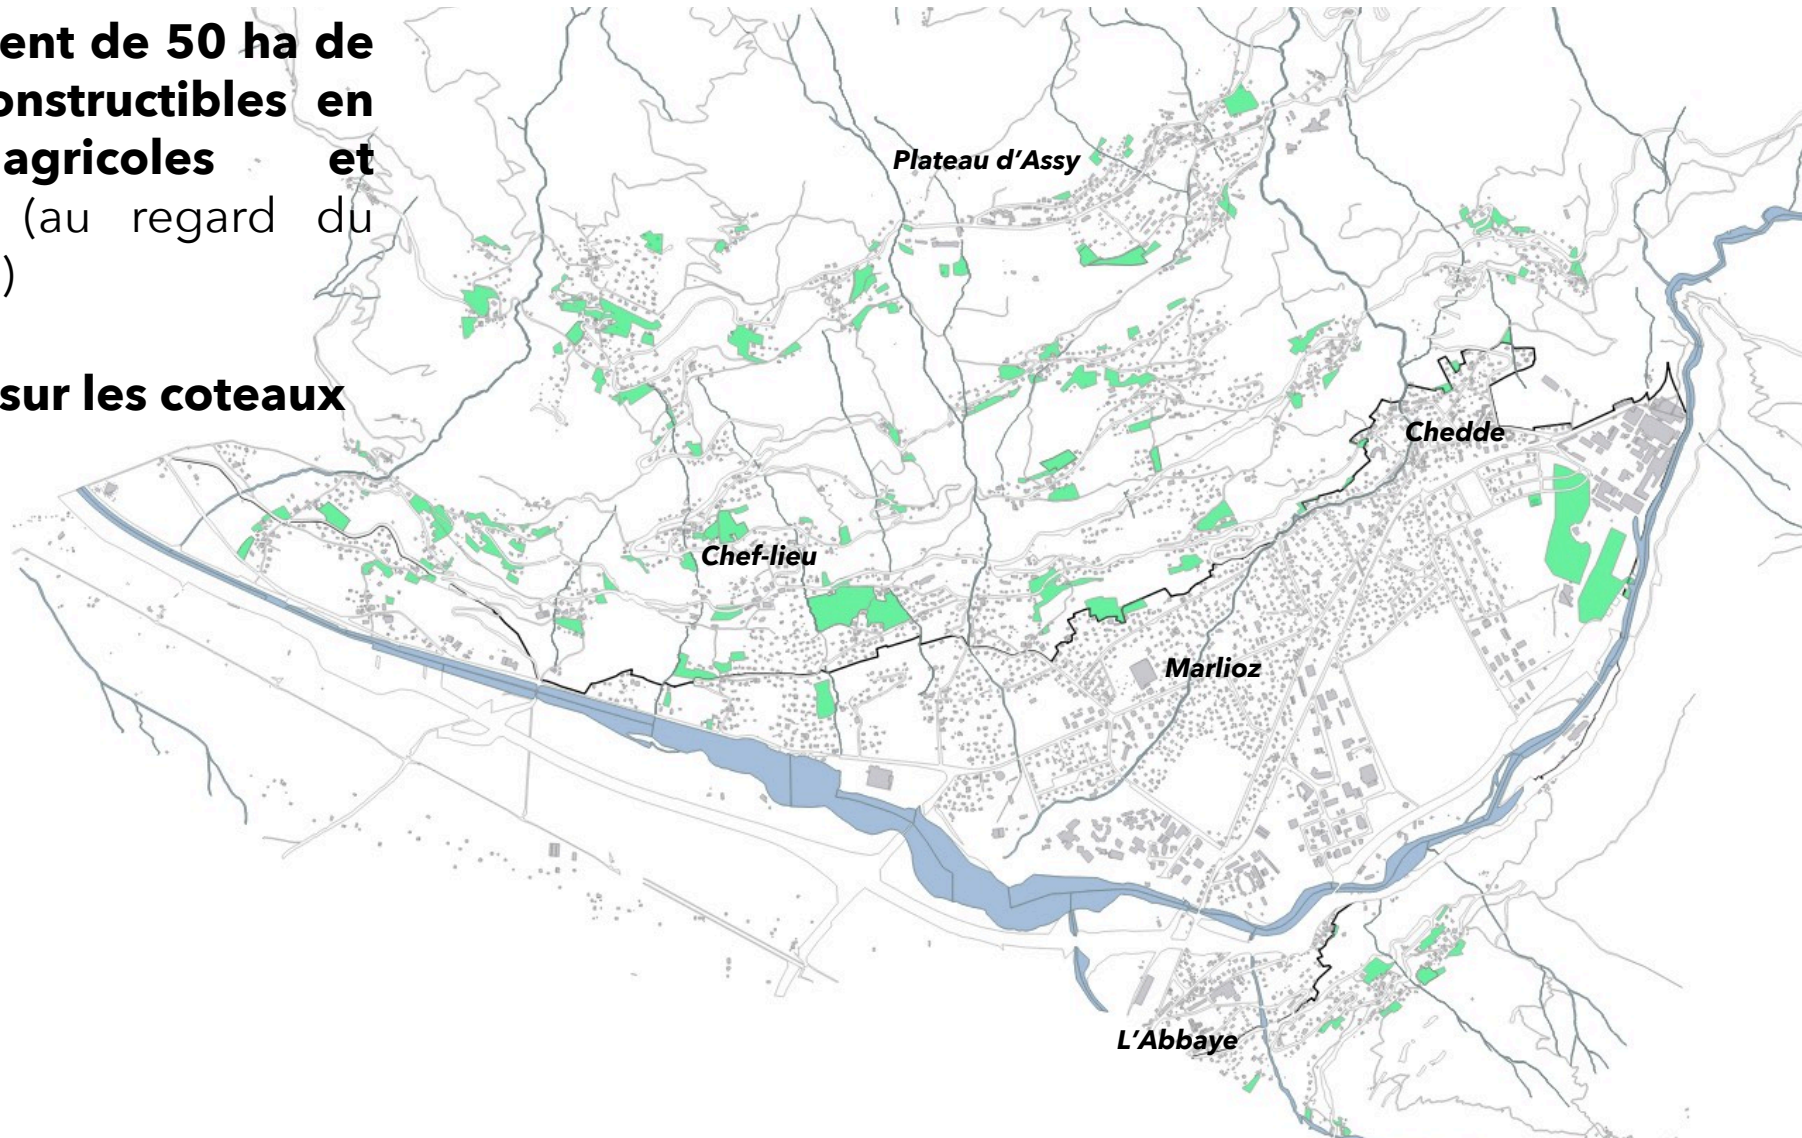 ent de 50 ha de
onstructibles en
agricoles et
(au regard du
)
sur les coteaux
Plateau d’Assy
Chedde
Chef-lieu
Marlioz
L’Abbaye